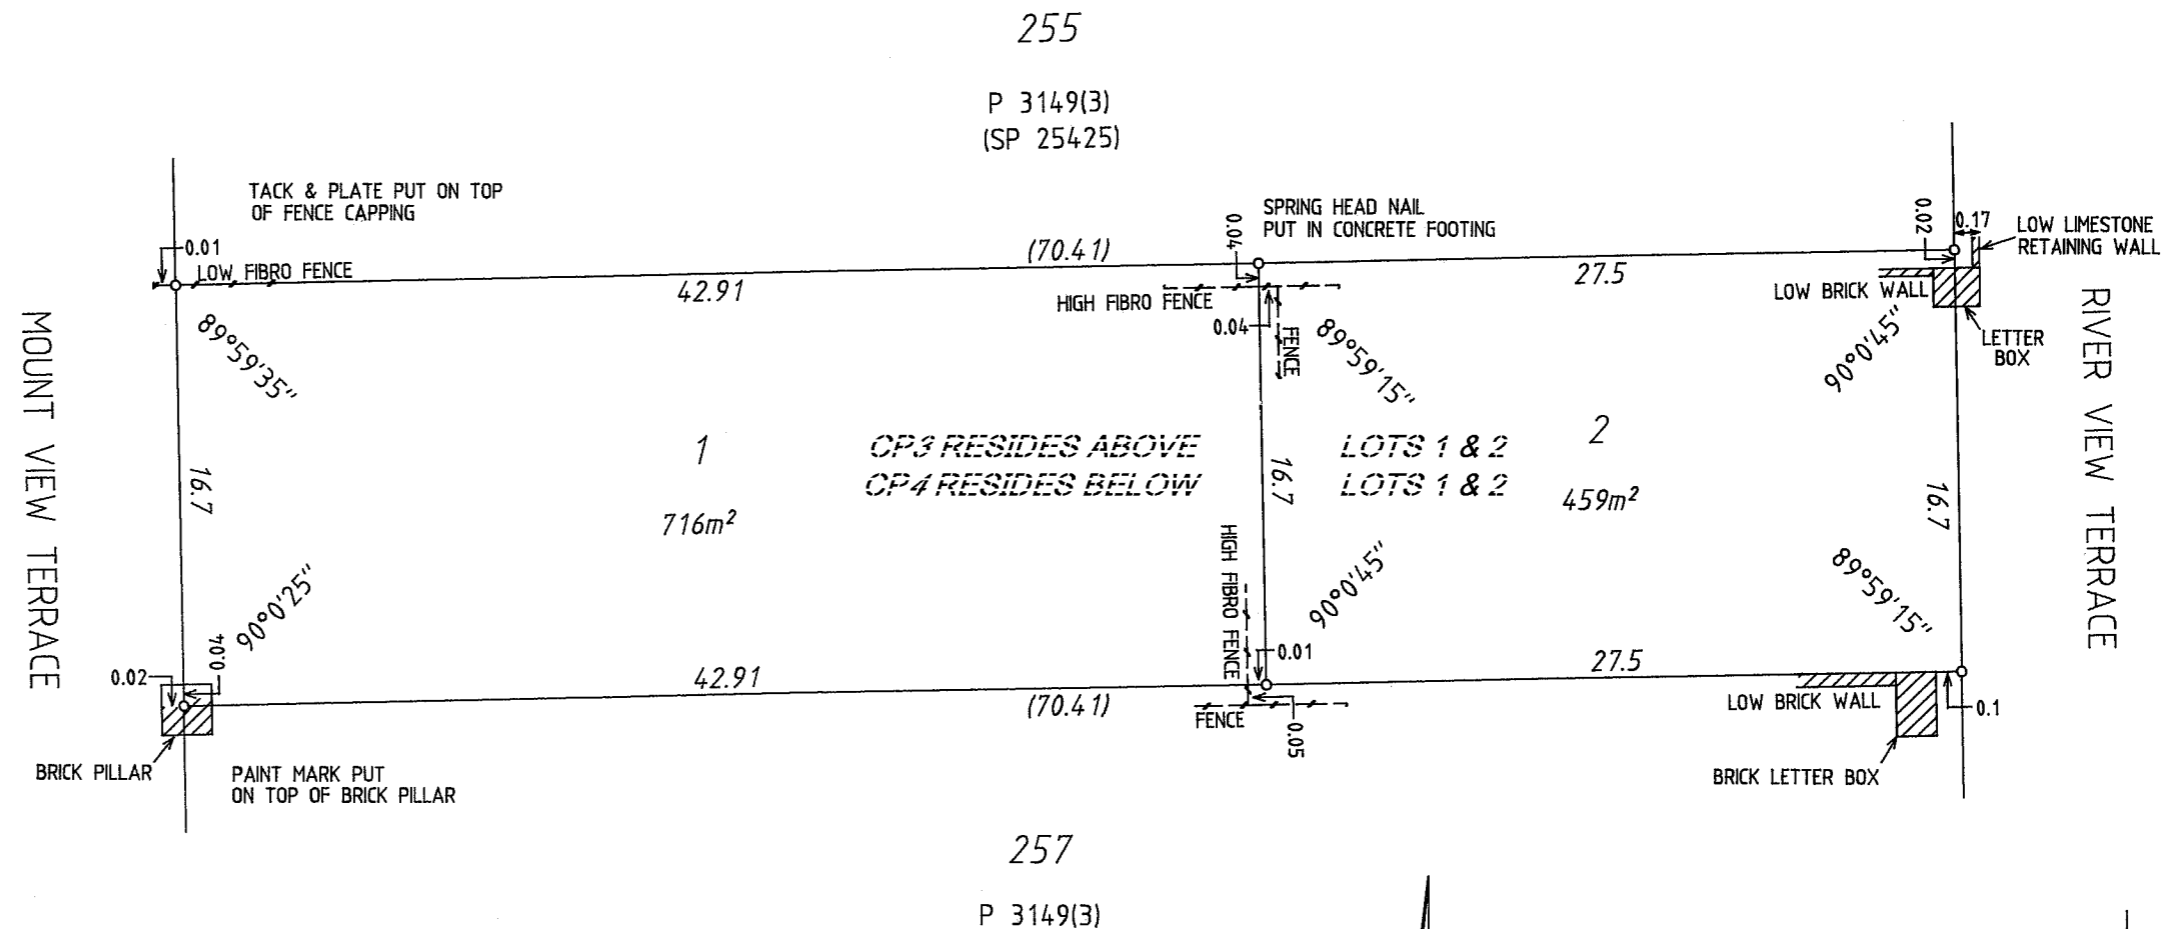 255
P 3149(3)
(SP 25425)
TACK & PLATE PUT ON TOP
OF FENCE CAPPING
SPRING HEAD NAIL
PUT IN CONCRETE FOOTING
0.02
0.17
LOW LIMESTONE
RETAINING WALL
0.01
LOW FIBRO FENCE
(70.41)
0.04
42.91
27.5
HIGH FIBRO FENCE
LOW BRICK WALL
0.04
FENCE
LETTER
BOX
89°59'35"
89°59'15"
90°0'45"
MOUNT VIEW TERRACE
RIVER VIEW TERRACE
1
CP3 RESIDES ABOVE LOTS 1 & 2
CP4 RESIDES BELOW LOTS 1 & 2
2
16.7
16.7
16.7
716m²
459m²
HIGH FIBRO FENCE
90°0'25"
90°0'45"
89°59'15"
0.02
0.04
0.01
42.91
27.5
(70.41)
FENCE
0.05
LOW BRICK WALL
0.1
BRICK PILLAR
PAINT MARK PUT
ON TOP OF BRICK PILLAR
BRICK LETTER BOX
257
P 3149(3)